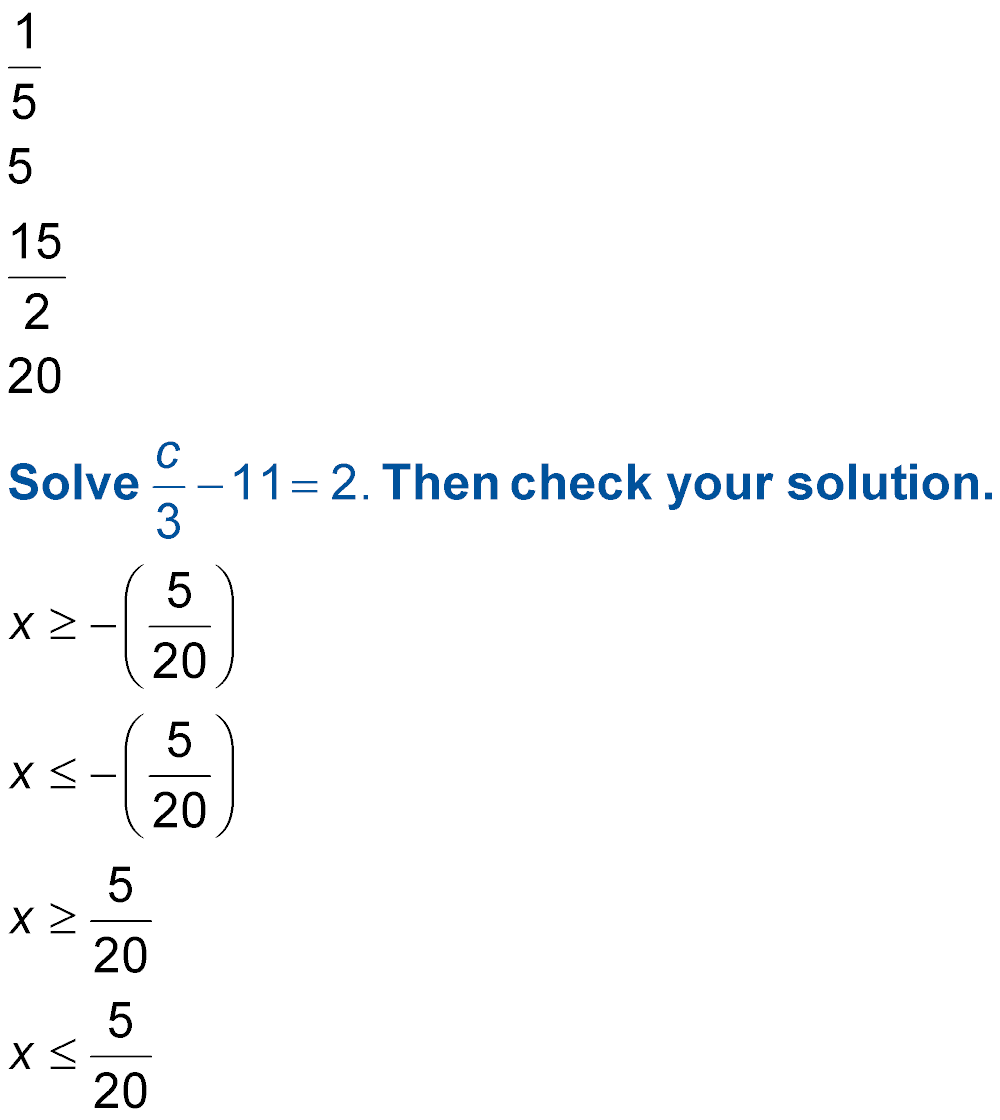 1/5
5
15/2
20
Solve c/3 − 11 = 2. Then check your solution.
x ≥ −(5/20)
x ≤ −(5/20)
x ≥ 5/20
x ≤ 5/20